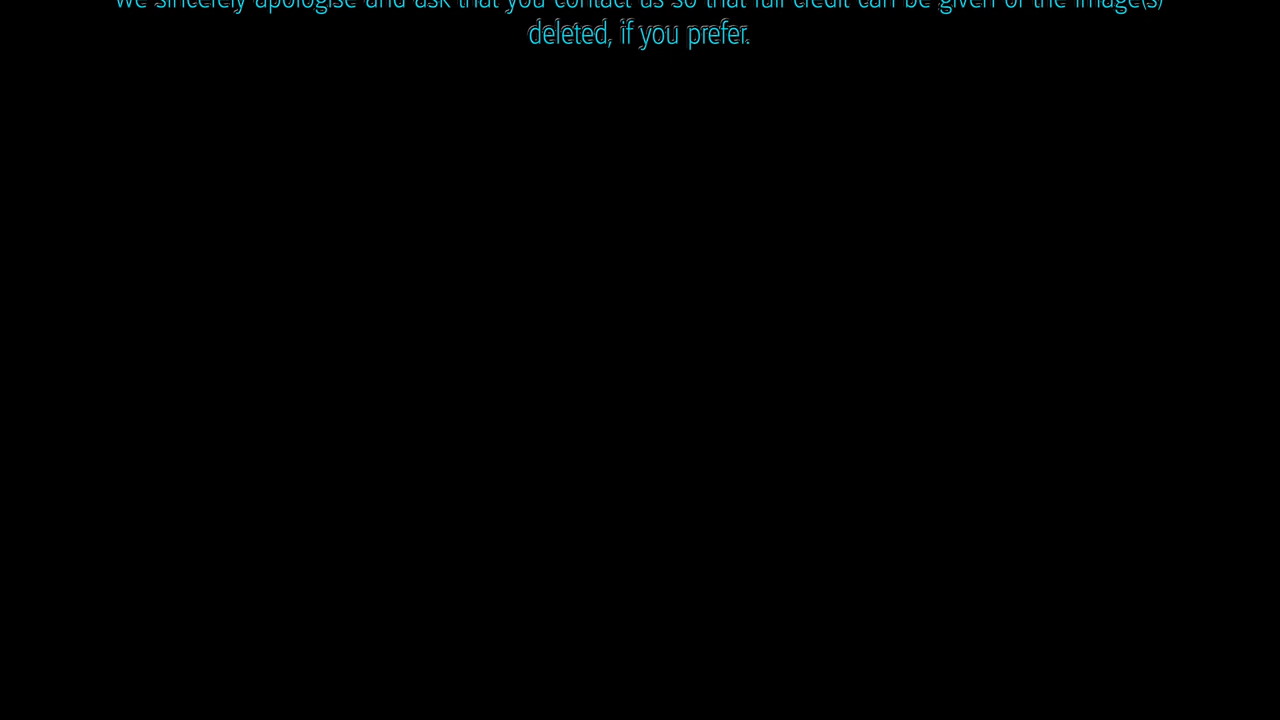 we sincerely apologise and ask that you contact us so that full credit can be given or the image(s)
deleted, if you prefer.